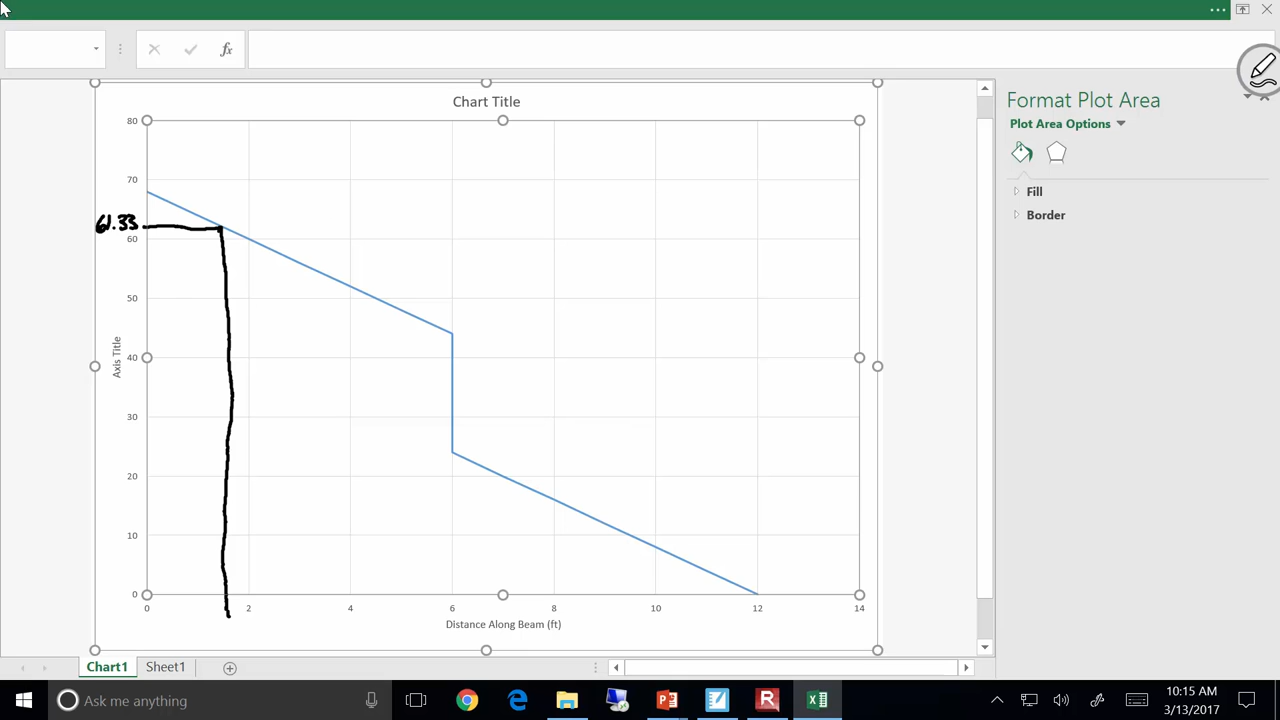 fx
Chart Title
80
70
61.33
60
50
40
30
20
10
0
Axis Title
0 2 4 6 8 10 12 14
Distance Along Beam (ft)
Format Plot Area
Plot Area Options
Fill
Border
Chart1 Sheet1
Ask me anything
10:15 AM
3/13/2017